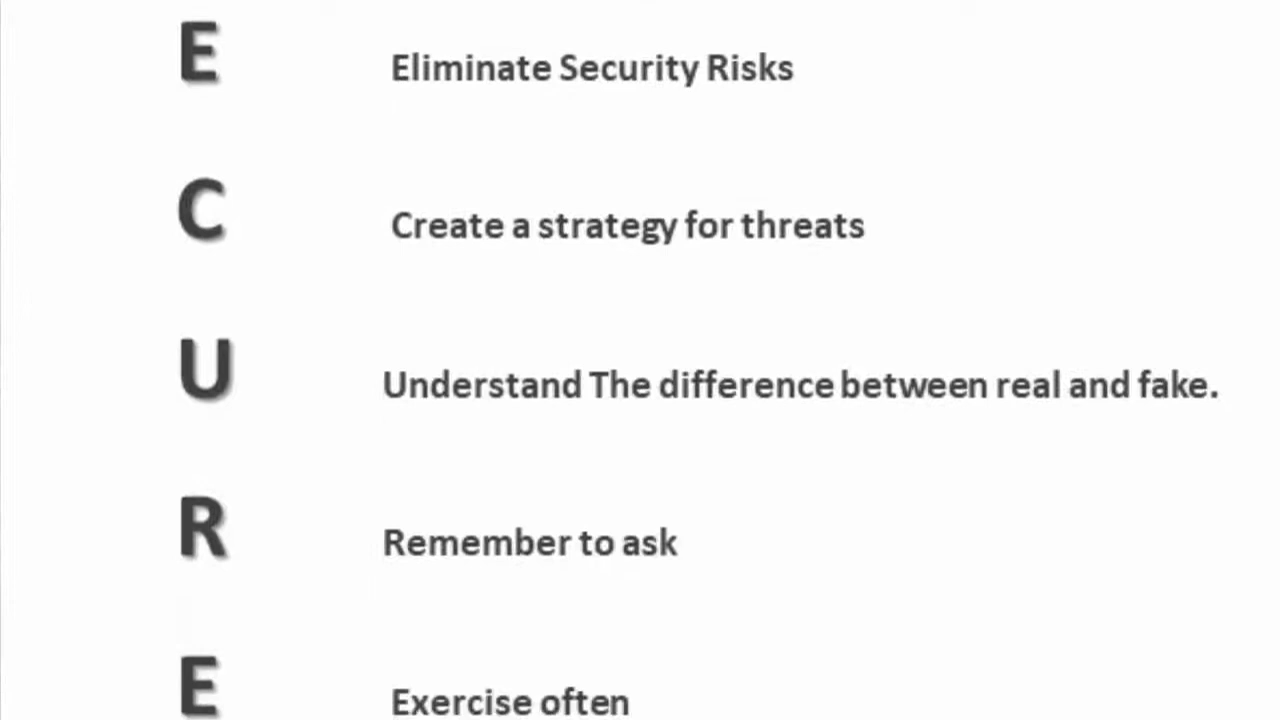 E Eliminate Security Risks
C Create a strategy for threats
U Understand The difference between real and fake.
R Remember to ask
E Exercise often